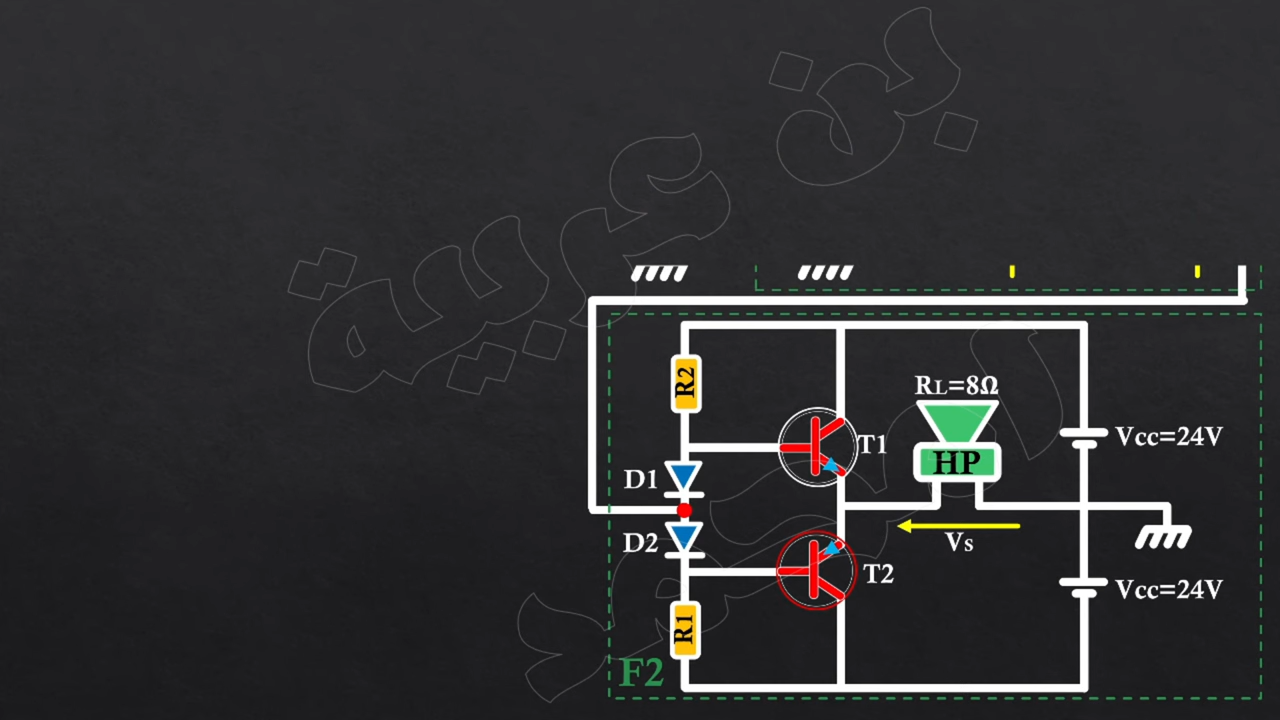 RL=8Ω
R2
T1
Vcc=24V
HP
D1
D2
Vs
T2
Vcc=24V
R1
F2